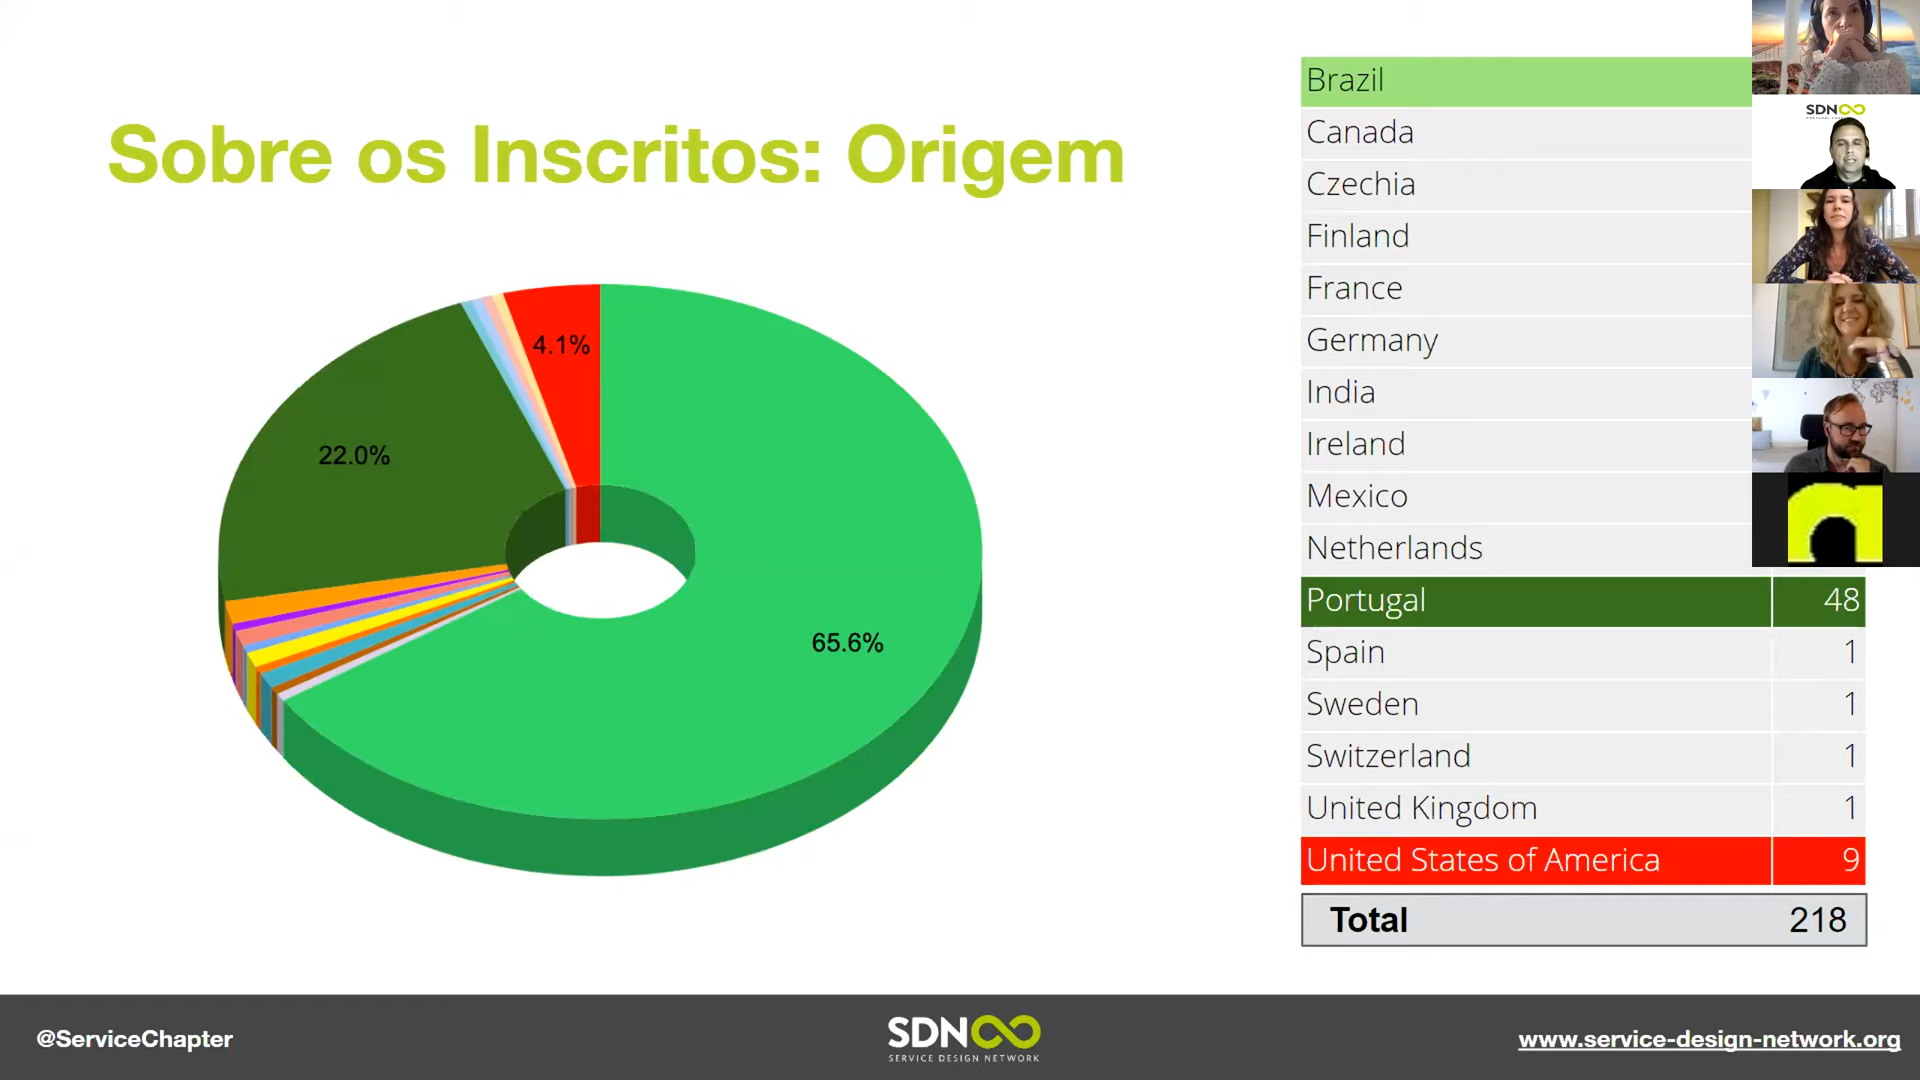 Sobre os Inscritos: Origem
4.1%
22.0%
65.6%
Brazil
Canada
Czechia
Finland
France
Germany
India
Ireland
Mexico
Netherlands
Portugal 48
Spain 1
Sweden 1
Switzerland 1
United Kingdom 1
United States of America 9
Total 218
SDN
@ServiceChapter
SDN
SERVICE DESIGN NETWORK
www.service-design-network.org